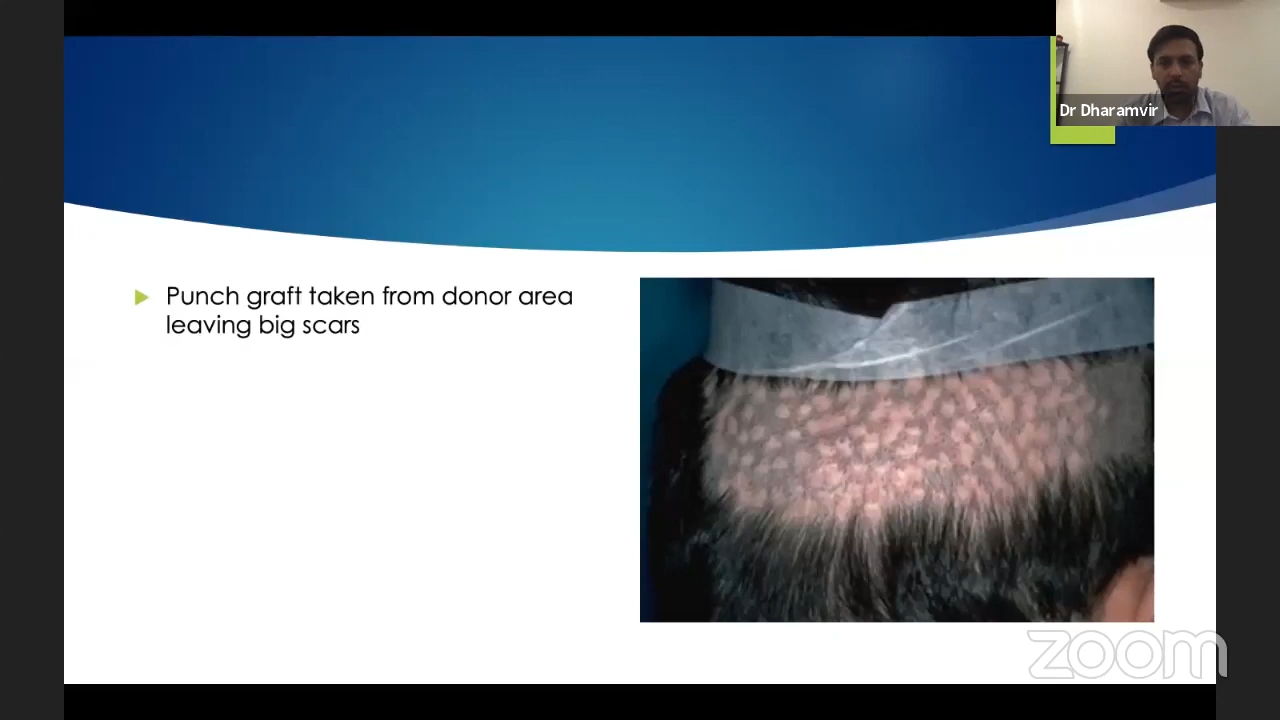 Dr Dharamvir
Punch graft taken from donor area
leaving big scars
zoom